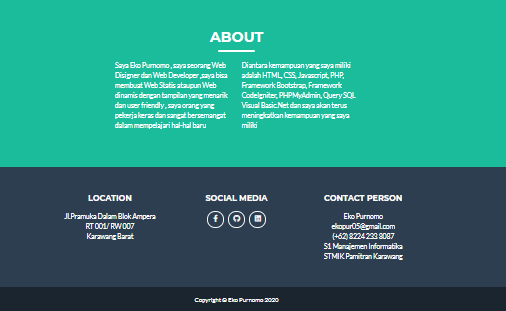 ABOUT
Saya Eko Purnomo , saya seorang Web
Disigner dan Web Developer ,saya bisa
membuat Web Statis ataupun Web
dinamis dengan tampilan yang menarik
dan user friendly , saya orang yang
pekerja keras dan sangat bersemangat
dalam mempelajari hal-hal baru
Diantara kemampuan yang saya miliki
adalah HTML, CSS, Javascript, PHP,
Framework Bootstrap, Framework
CodeIgniter, PHPMyAdmin, Query SQL
Visual Basic.Net dan saya akan terus
meningkatkan kemampuan yang saya
miliki
LOCATION
Jl.Pramuka Dalam Blok Ampera
RT 001/ RW 007
Karawang Barat
SOCIAL MEDIA
CONTACT PERSON
Eko Purnomo
ekopur05@gmail.com
(+62) 8224 233 8087
S1 Manajemen Informatika
STMIK Pamitran Karawang
Copyright © Eko Purnomo 2020